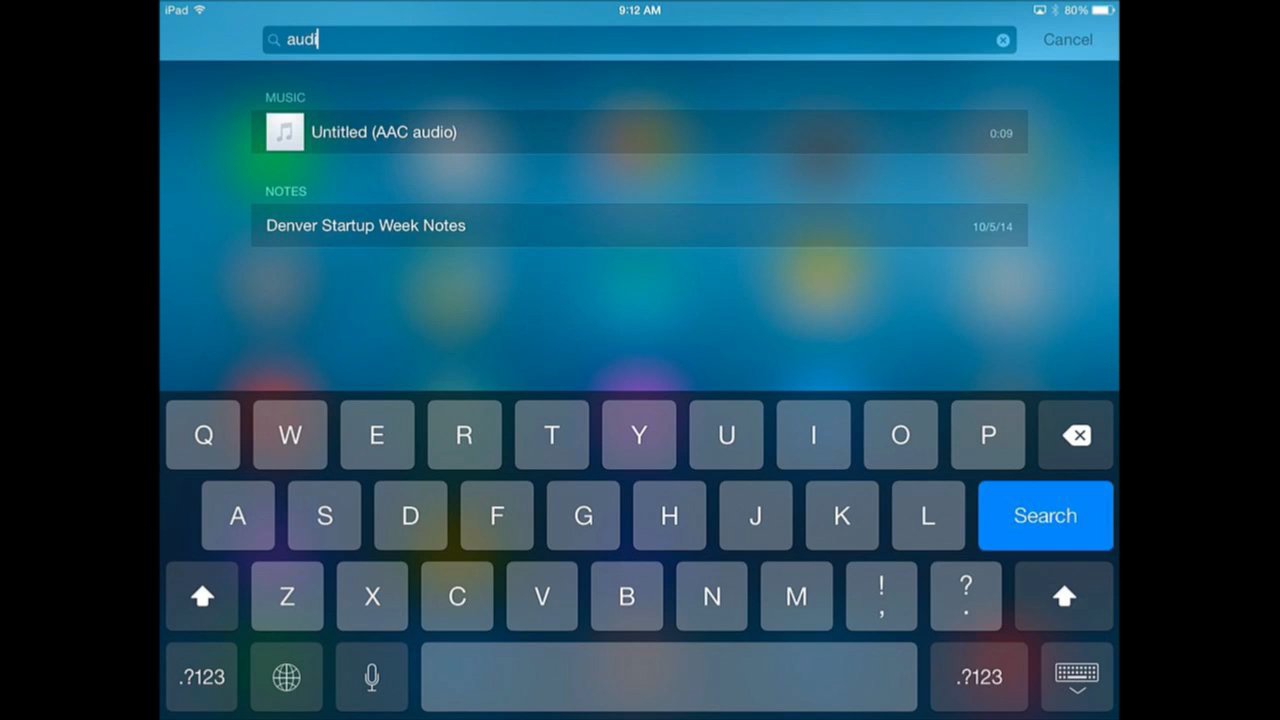 iPad 9:12 AM 80%
audi Cancel
MUSIC
Untitled (AAC audio) 0:09
NOTES
Denver Startup Week Notes 10/5/14
Q W E R T Y U I O P
A S D F G H J K L Search
Z X C V B N M ! , ? .
.?123 .?123